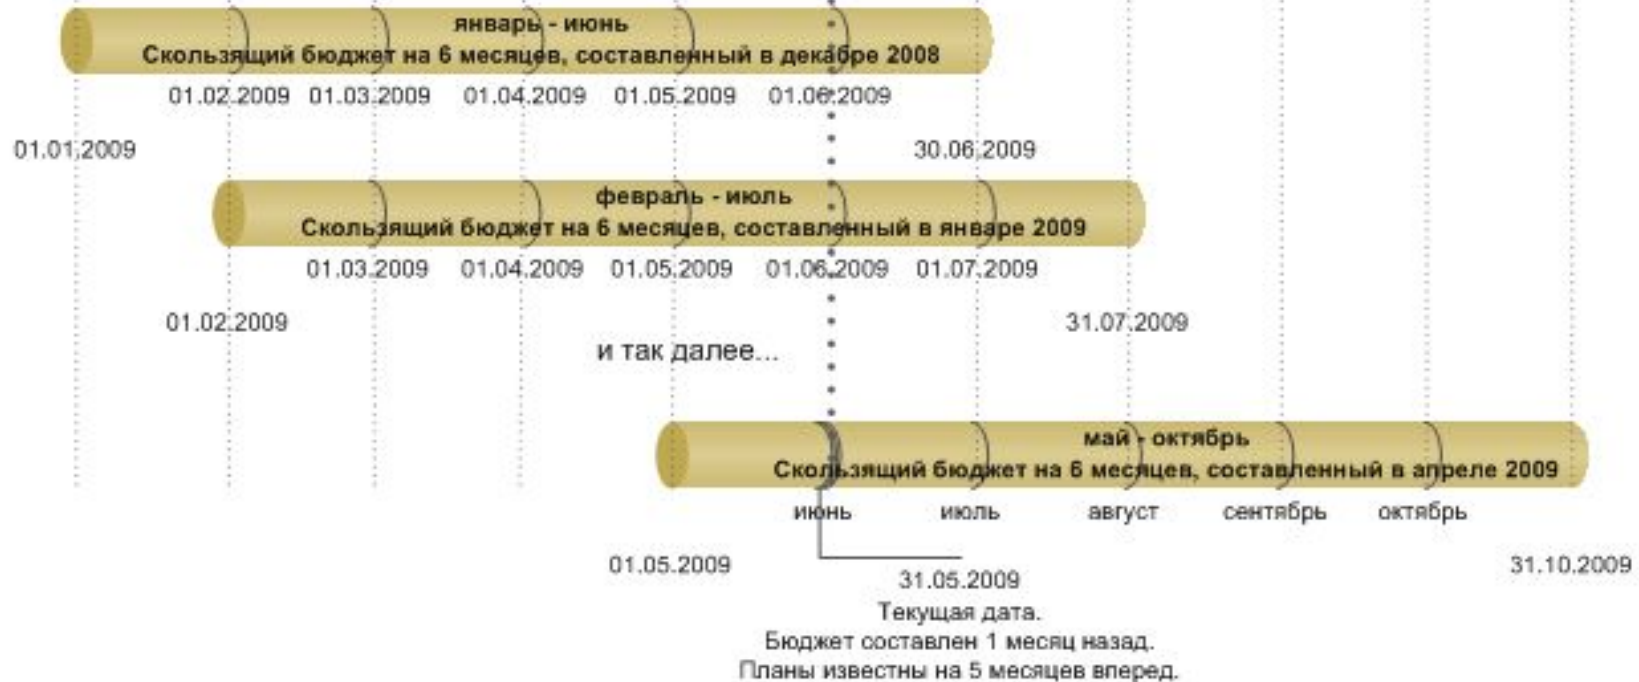 январь - июнь
Скользящий бюджет на 6 месяцев, составленный в декабре 2008
01.02.2009 01.03.2009 01.04.2009 01.05.2009 01.06.2009
01.01.2009 30.06.2009
февраль - июль
Скользящий бюджет на 6 месяцев, составленный в январе 2009
01.03.2009 01.04.2009 01.05.2009 01.06.2009 01.07.2009
01.02.2009 31.07.2009
и так далее...
май - октябрь
Скользящий бюджет на 6 месяцев, составленный в апреле 2009
июнь июль август сентябрь октябрь
01.05.2009 31.10.2009
31.05.2009
Текущая дата.
Бюджет составлен 1 месяц назад.
Планы известны на 5 месяцев вперед.